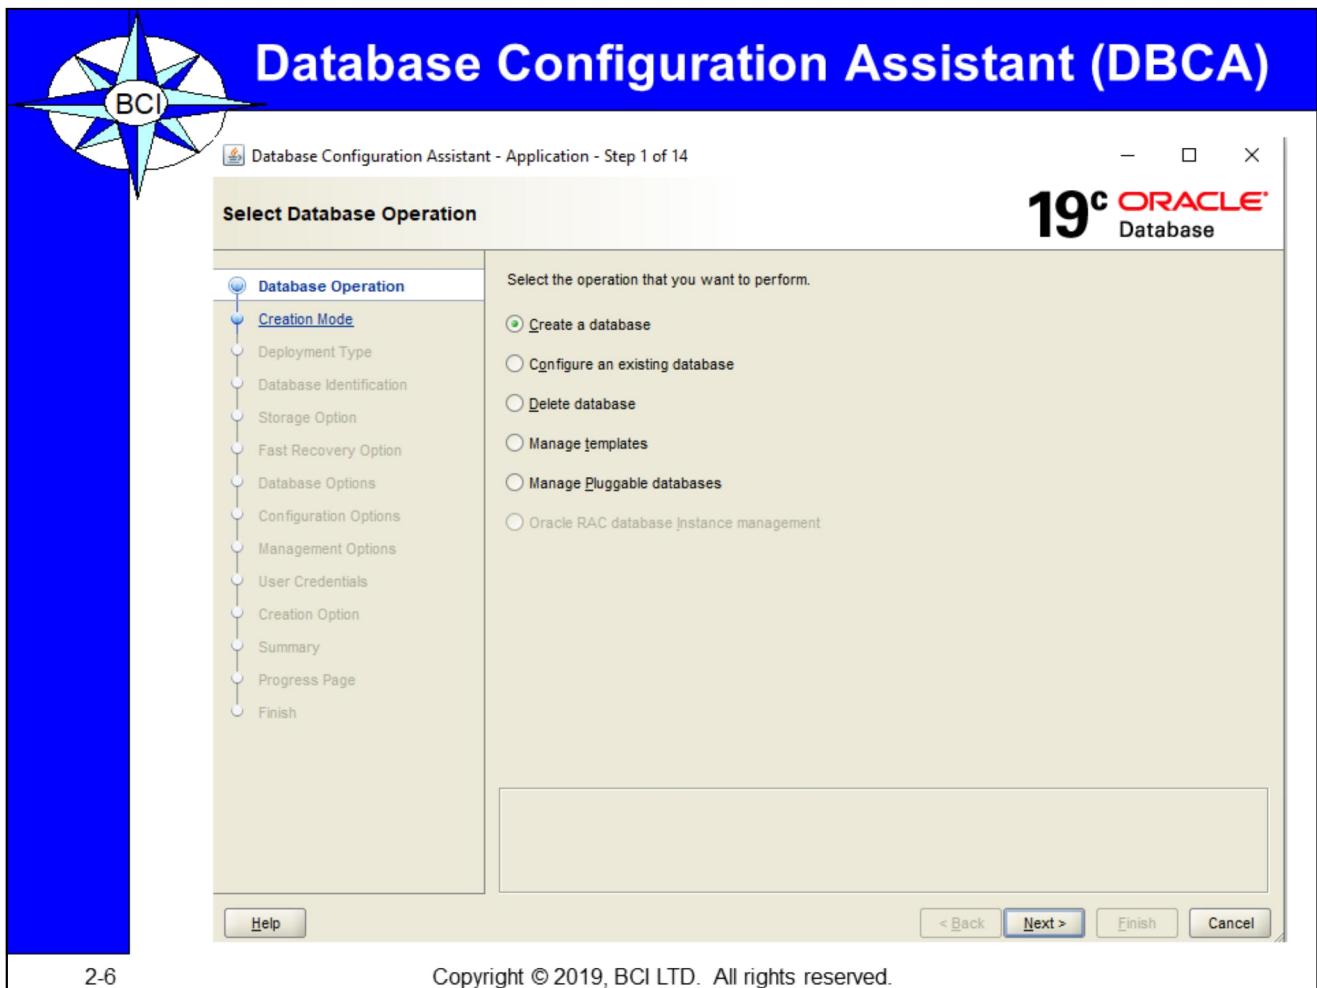 Database Configuration Assistant (DBCA)
BCI
Database Configuration Assistant - Application - Step 1 of 14
Select Database Operation
19c ORACLE
Database
Database Operation
Creation Mode
Deployment Type
Database Identification
Storage Option
Fast Recovery Option
Database Options
Configuration Options
Management Options
User Credentials
Creation Option
Summary
Progress Page
Finish
Select the operation that you want to perform.
Create a database
Configure an existing database
Delete database
Manage templates
Manage Pluggable databases
Oracle RAC database Instance management
Help
< Back
Next >
Finish
Cancel
2-6
Copyright © 2019, BCI LTD. All rights reserved.